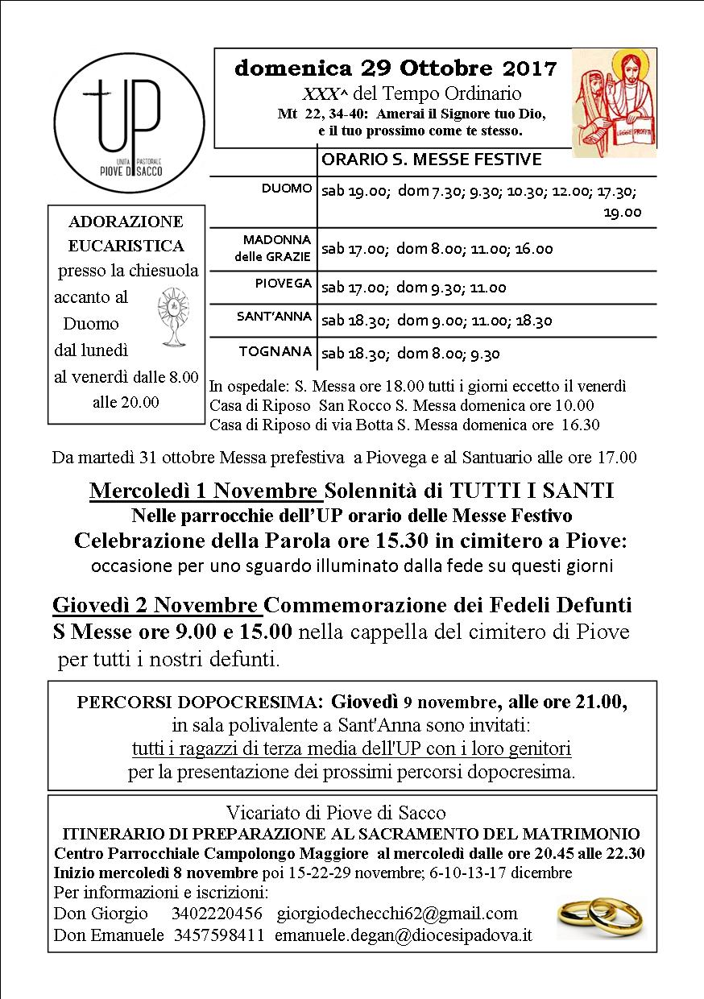 UP
UNITÀ PASTORALE
PIOVE DI SACCO
domenica 29 Ottobre 2017
XXX^ del Tempo Ordinario
Mt 22, 34-40: Amerai il Signore tuo Dio,
e il tuo prossimo come te stesso.
LEGGE PROFETI
ORARIO S. MESSE FESTIVE
DUOMO sab 19.00; dom 7.30; 9.30; 10.30; 12.00; 17.30;
19.00
MADONNA
delle GRAZIE sab 17.00; dom 8.00; 11.00; 16.00
PIOVEGA sab 17.00; dom 9.30; 11.00
SANT'ANNA sab 18.30; dom 9.00; 11.00; 18.30
TOGNANA sab 18.30; dom 8.00; 9.30
ADORAZIONE
EUCARISTICA
presso la chiesuola
accanto al
Duomo
dal lunedì
al venerdì dalle 8.00
alle 20.00
In ospedale: S. Messa ore 18.00 tutti i giorni eccetto il venerdì
Casa di Riposo San Rocco S. Messa domenica ore 10.00
Casa di Riposo di via Botta S. Messa domenica ore 16.30
Da martedì 31 ottobre Messa prefestiva a Piovega e al Santuario alle ore 17.00
Mercoledì 1 Novembre Solennità di TUTTI I SANTI
Nelle parrocchie dell'UP orario delle Messe Festivo
Celebrazione della Parola ore 15.30 in cimitero a Piove:
occasione per uno sguardo illuminato dalla fede su questi giorni
Giovedì 2 Novembre Commemorazione dei Fedeli Defunti
S Messe ore 9.00 e 15.00 nella cappella del cimitero di Piove
per tutti i nostri defunti.
PERCORSI DOPOCRESIMA: Giovedì 9 novembre, alle ore 21.00,
in sala polivalente a Sant'Anna sono invitati:
tutti i ragazzi di terza media dell'UP con i loro genitori
per la presentazione dei prossimi percorsi dopocresima.
Vicariato di Piove di Sacco
ITINERARIO DI PREPARAZIONE AL SACRAMENTO DEL MATRIMONIO
Centro Parrocchiale Campolongo Maggiore al mercoledì dalle ore 20.45 alle 22.30
Inizio mercoledì 8 novembre poi 15-22-29 novembre; 6-10-13-17 dicembre
Per informazioni e iscrizioni:
Don Giorgio 3402220456 giorgiodechecchi62@gmail.com
Don Emanuele 3457598411 emanuele.degan@diocesipadova.it